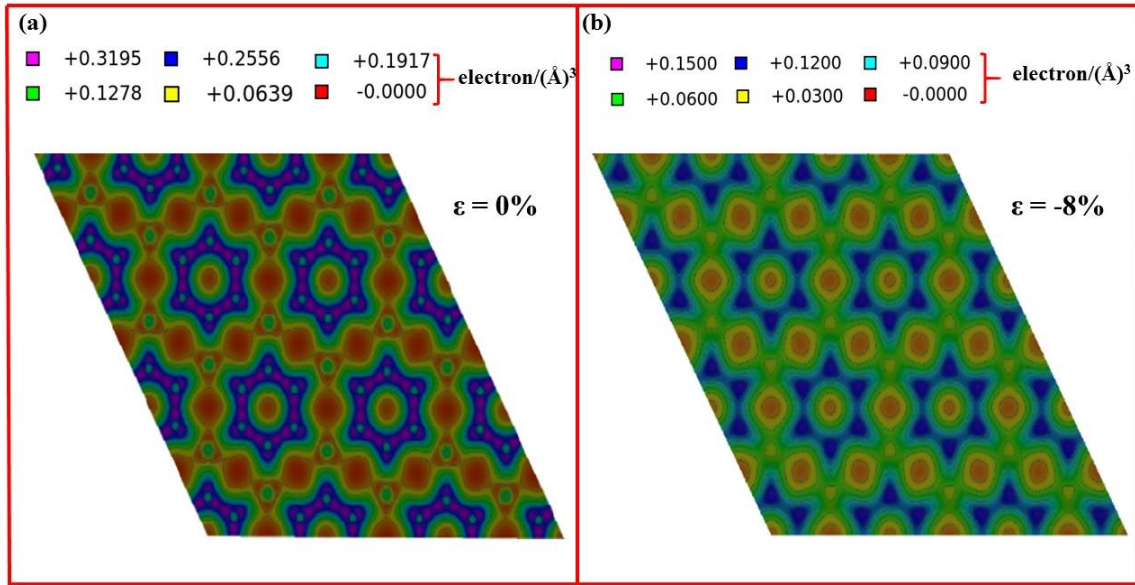 (a)
+0.3195 +0.2556 +0.1917
+0.1278 +0.0639 -0.0000
electron/(Å)³
ε = 0%
(b)
+0.1500 +0.1200 +0.0900
+0.0600 +0.0300 -0.0000
electron/(Å)³
ε = -8%